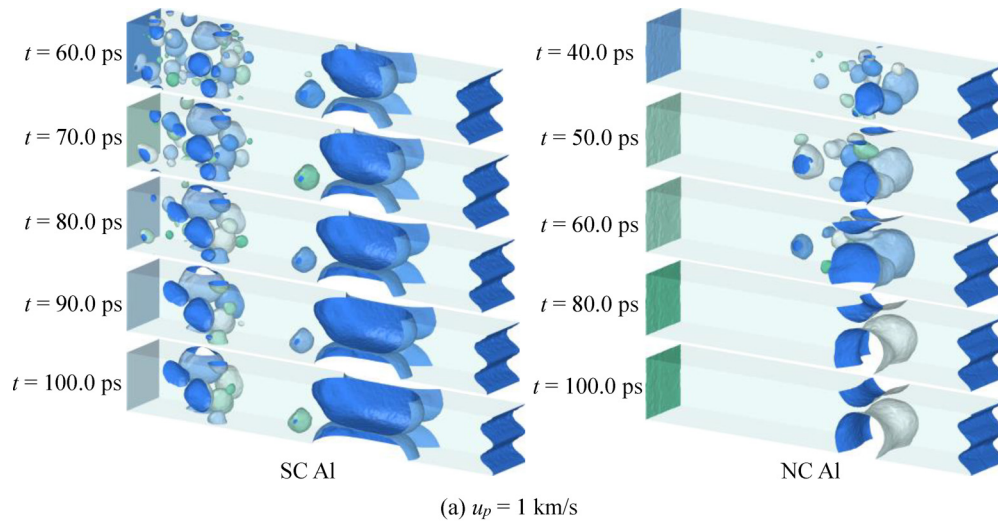 t = 60.0 ps
t = 70.0 ps
t = 80.0 ps
t = 90.0 ps
t = 100.0 ps
SC Al
t = 40.0 ps
t = 50.0 ps
t = 60.0 ps
t = 80.0 ps
t = 100.0 ps
NC Al
(a) uₚ = 1 km/s